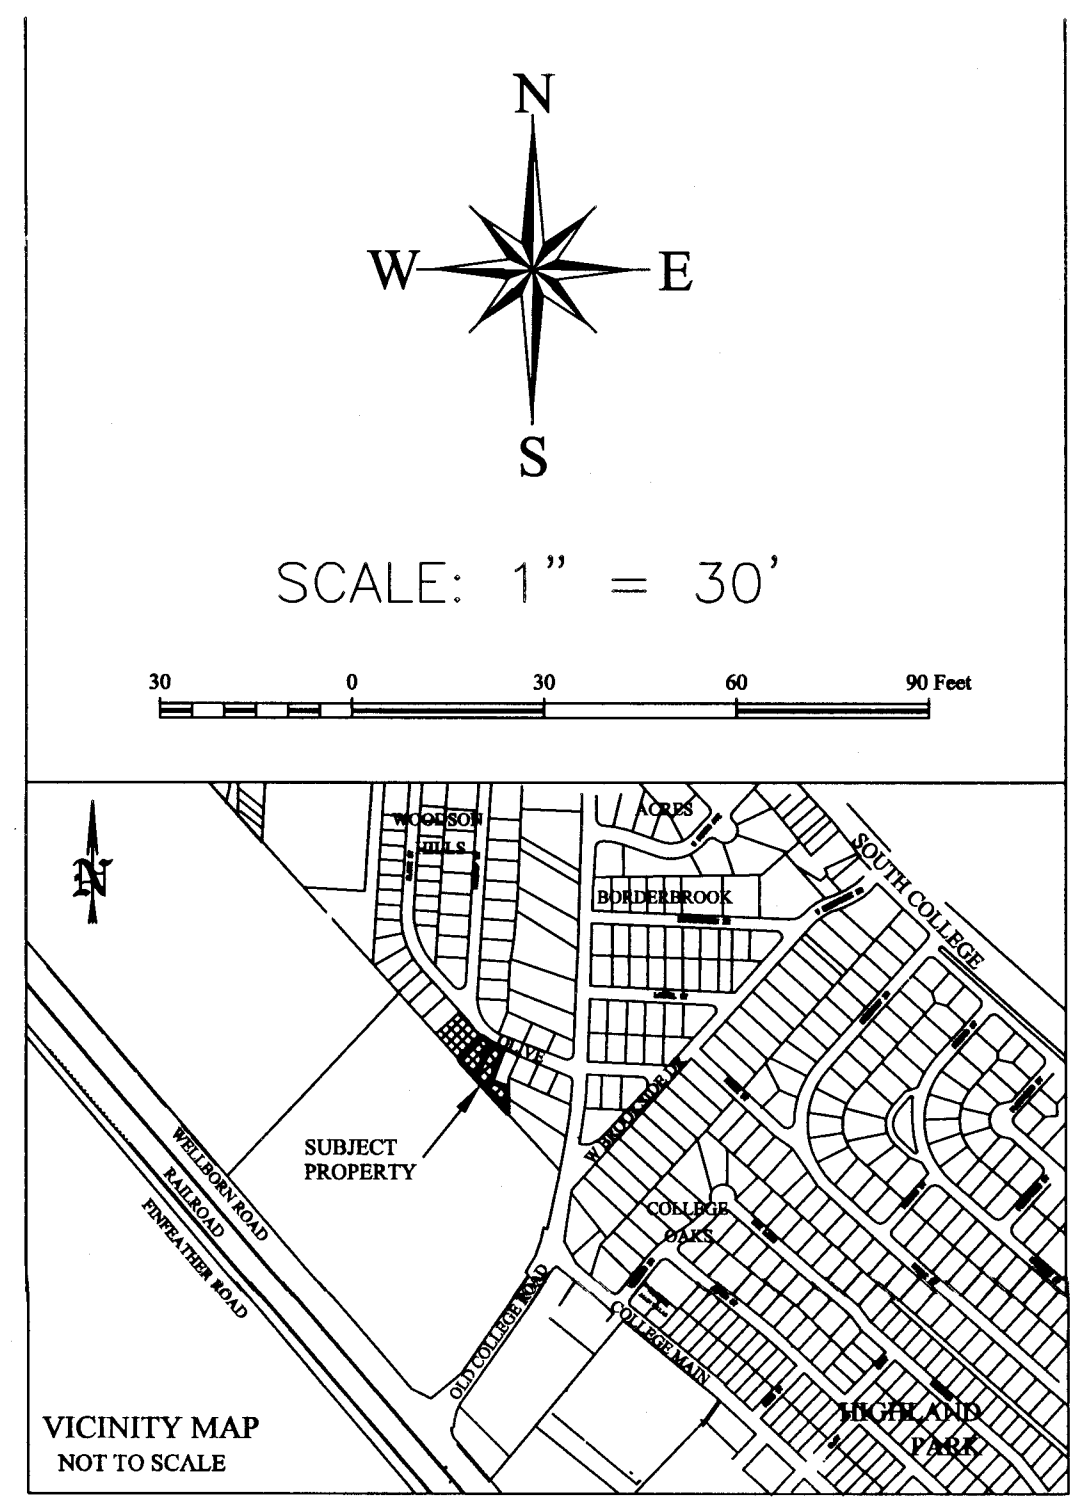 N
W E
S
SCALE: 1" = 30'
30 0 30 60 90 Feet
N
WOODSON
HILLS
ACRES
BORDERBROOK
SOUTH COLLEGE
OLIVE
W BROOKSIDE DR
SUBJECT
PROPERTY
WELLBORN ROAD
RAILROAD
FINFEATHER ROAD
COLLEGE
OAKS
OLD COLLEGE ROAD
COLLEGE MAIN
HIGHLAND
PARK
VICINITY MAP
NOT TO SCALE